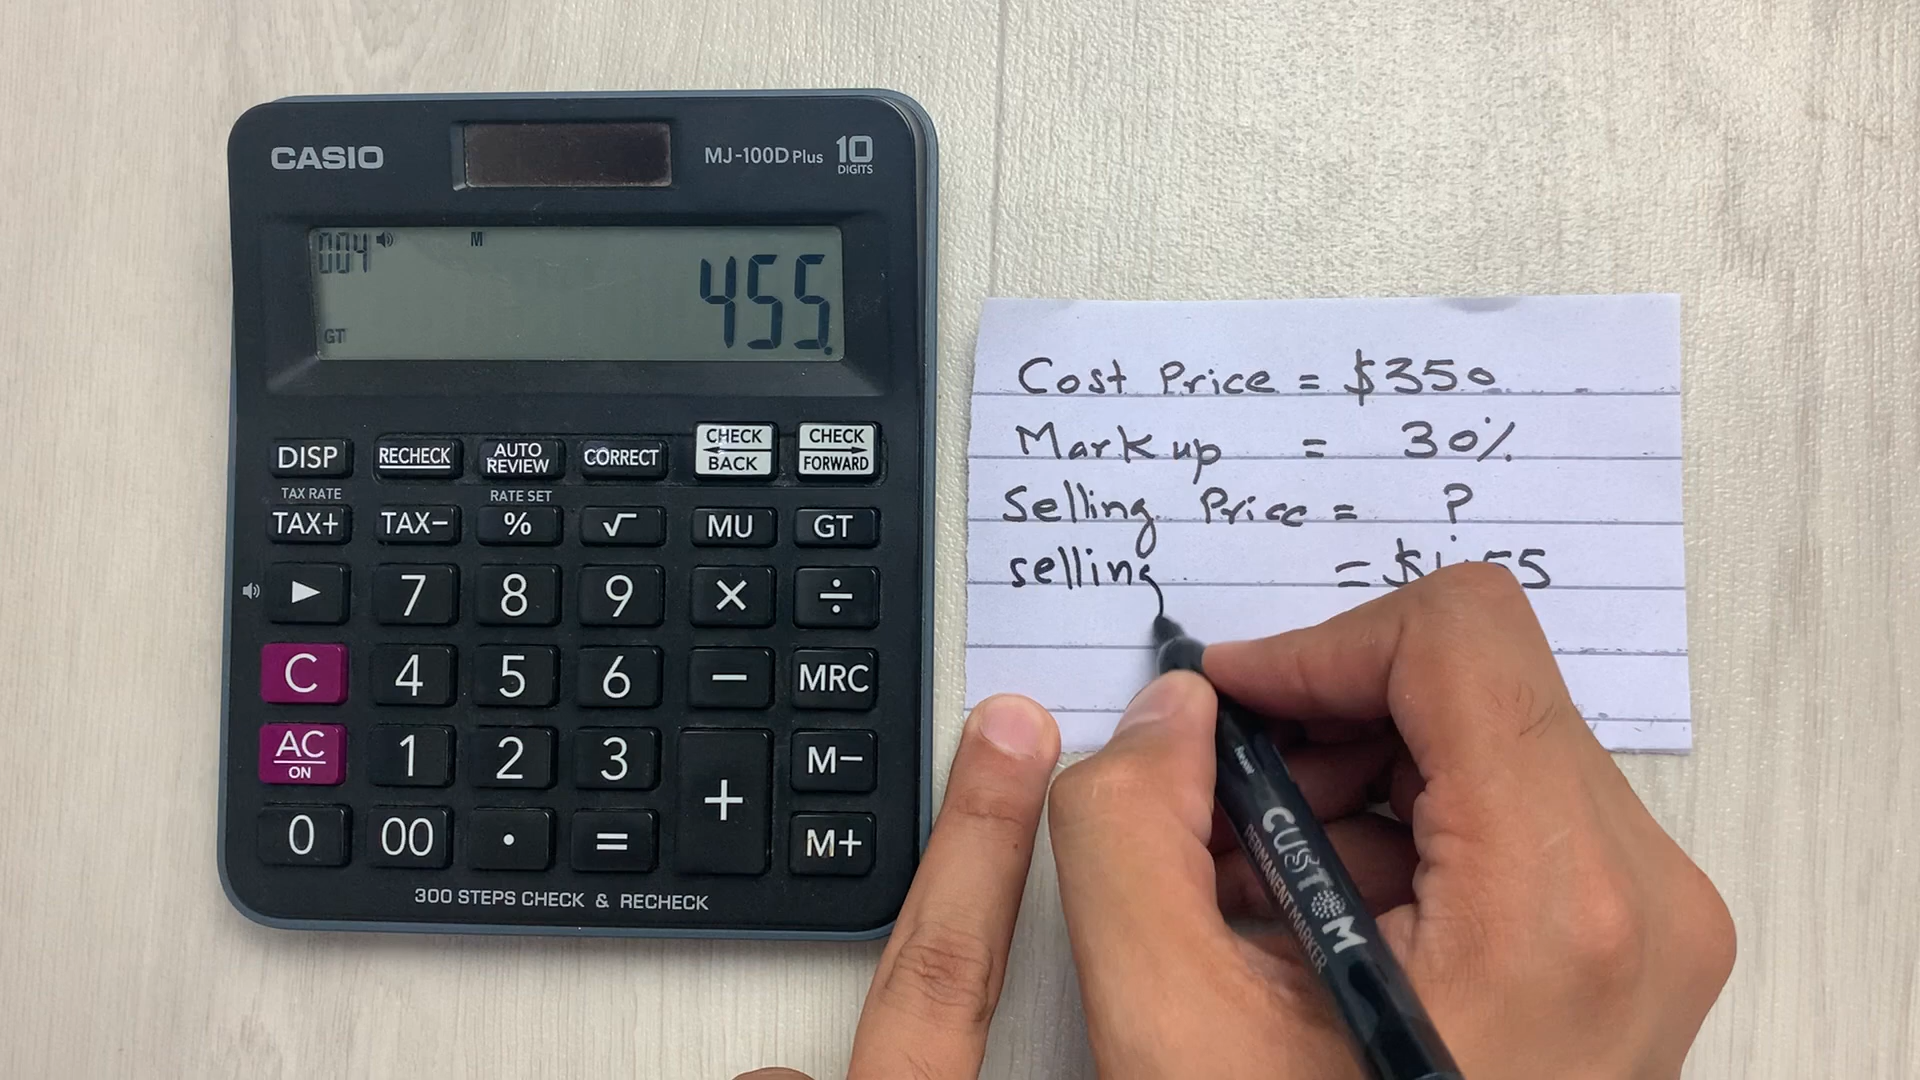 CASIO
MJ-100D Plus 10 DIGITS
004 M
455.
GT
DISP RECHECK AUTO REVIEW CORRECT CHECK BACK CHECK FORWARD
TAX RATE RATE SET
TAX+ TAX− % √ MU GT
▶ 7 8 9 × ÷
C 4 5 6 − MRC
AC ON 1 2 3 + M−
0 00 · = M+
300 STEPS CHECK & RECHECK
Cost Price = $350
Markup = 30%
Selling Price = ?
selling = $455
CUSTOM
PERMANENT MARKER